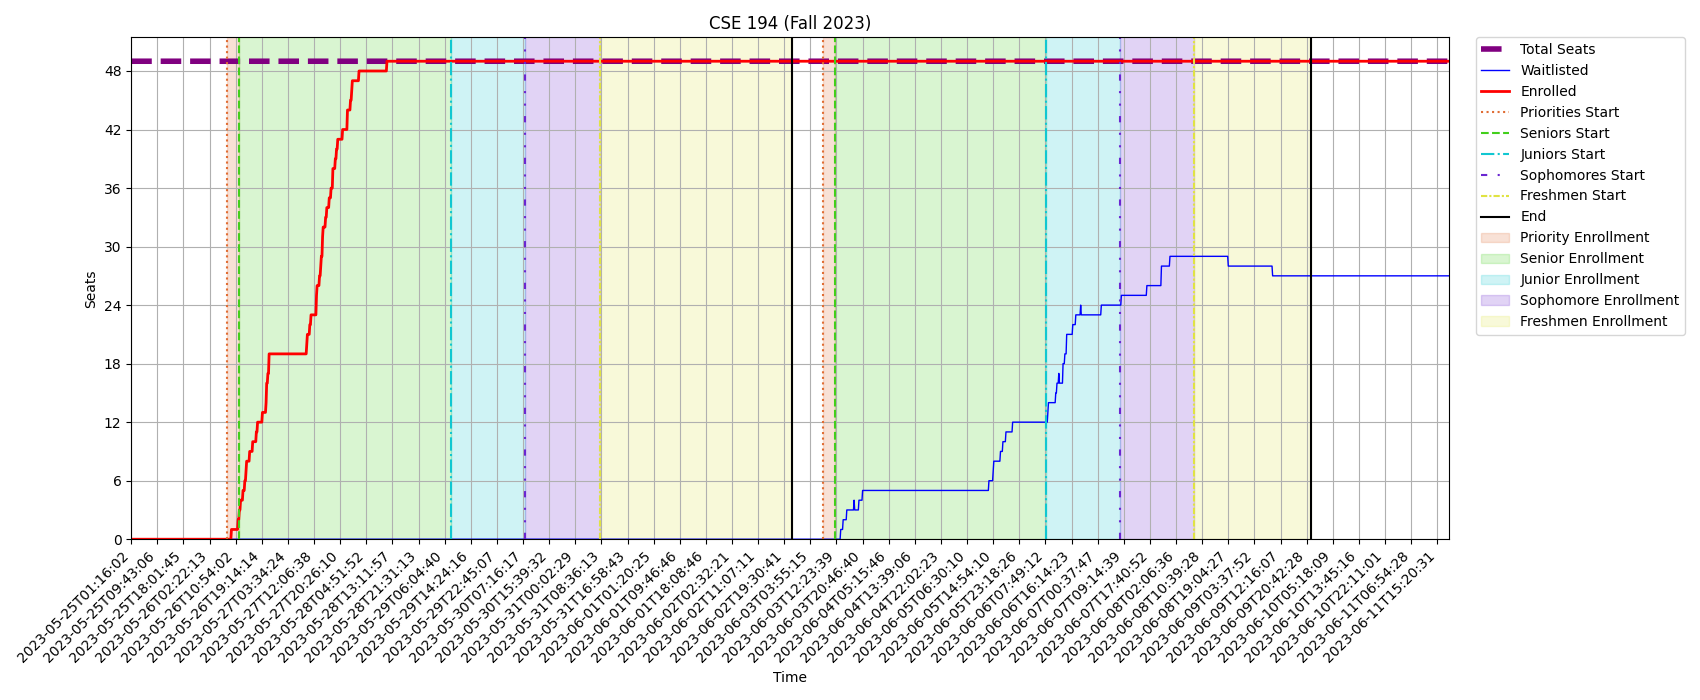 CSE 194 (Fall 2023)
Seats
48
42
36
30
24
18
12
6
0
2023-05-25T01:16:02
2023-05-25T09:43:06
2023-05-25T18:01:45
2023-05-26T02:22:13
2023-05-26T10:54:02
2023-05-26T19:14:14
2023-05-27T03:34:24
2023-05-27T12:06:38
2023-05-27T20:26:10
2023-05-28T04:51:52
2023-05-28T13:11:57
2023-05-28T21:31:13
2023-05-29T06:04:40
2023-05-29T14:24:16
2023-05-29T22:45:07
2023-05-30T07:16:17
2023-05-30T15:39:32
2023-05-31T00:02:29
2023-05-31T08:36:13
2023-05-31T16:58:43
2023-06-01T01:20:25
2023-06-01T09:46:46
2023-06-01T18:08:46
2023-06-02T02:32:21
2023-06-02T11:07:11
2023-06-02T19:30:41
2023-06-03T03:55:15
2023-06-03T12:23:39
2023-06-03T20:46:40
2023-06-04T05:15:46
2023-06-04T13:39:06
2023-06-04T22:02:23
2023-06-05T06:30:10
2023-06-05T14:54:10
2023-06-05T23:18:26
2023-06-06T07:49:12
2023-06-06T16:14:23
2023-06-07T00:37:47
2023-06-07T09:14:39
2023-06-07T17:40:52
2023-06-08T02:06:36
2023-06-08T10:39:28
2023-06-08T19:04:27
2023-06-09T03:37:52
2023-06-09T12:16:07
2023-06-09T20:42:28
2023-06-10T05:18:09
2023-06-10T13:45:16
2023-06-10T22:11:01
2023-06-11T06:54:28
2023-06-11T15:20:31
Time
Total Seats
Waitlisted
Enrolled
Priorities Start
Seniors Start
Juniors Start
Sophomores Start
Freshmen Start
End
Priority Enrollment
Senior Enrollment
Junior Enrollment
Sophomore Enrollment
Freshmen Enrollment